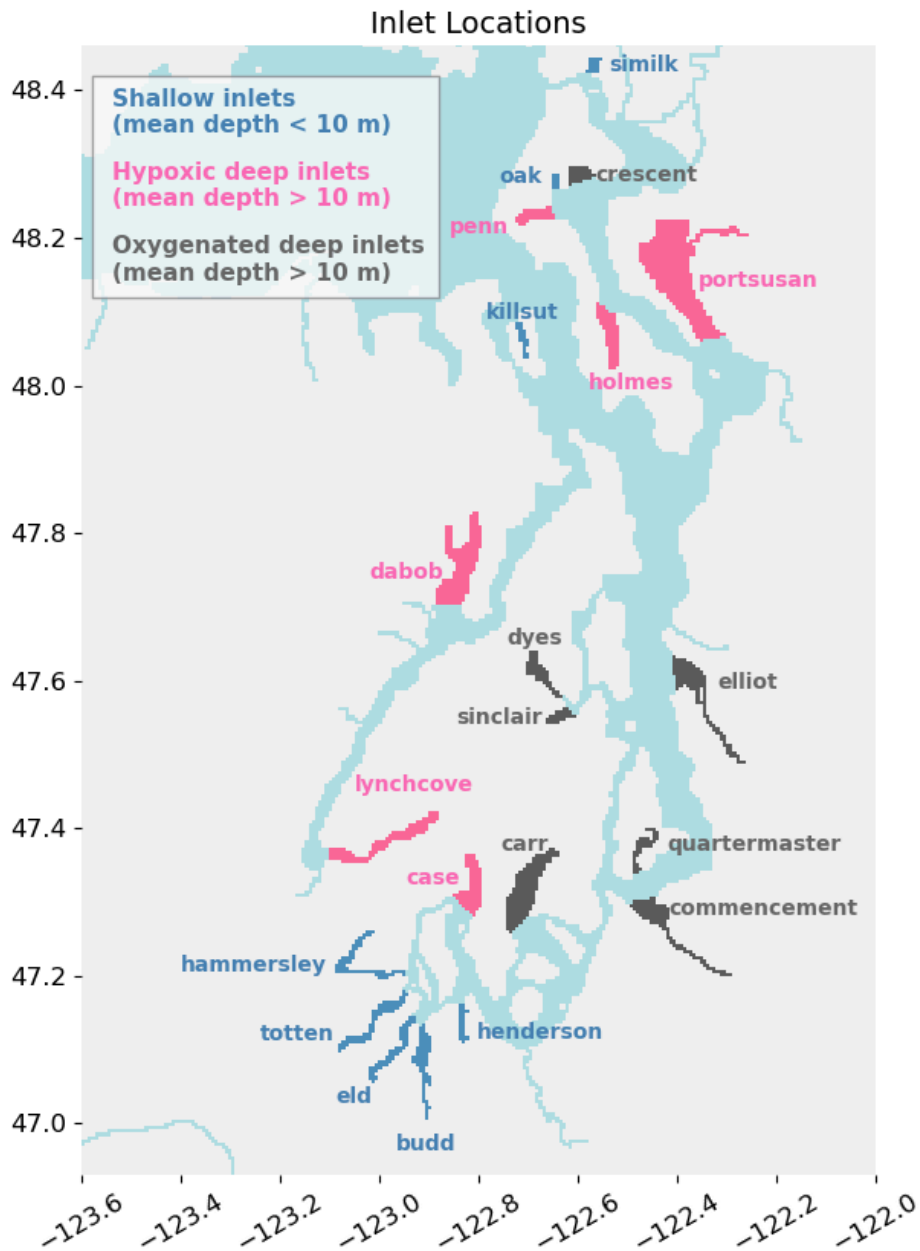 Inlet Locations
48.4
similk
Shallow inlets
(mean depth < 10 m)
Hypoxic deep inlets
(mean depth > 10 m)
Oxygenated deep inlets
(mean depth > 10 m)
oak
crescent
48.2
penn
portsusan
killsut
48.0
holmes
47.8
dabob
dyes
47.6
elliot
sinclair
lynchcove
47.4
carr
quartermaster
case
commencement
47.2
hammersley
totten
henderson
eld
47.0
budd
−123.6
−123.4
−123.2
−123.0
−122.8
−122.6
−122.4
−122.2
−122.0